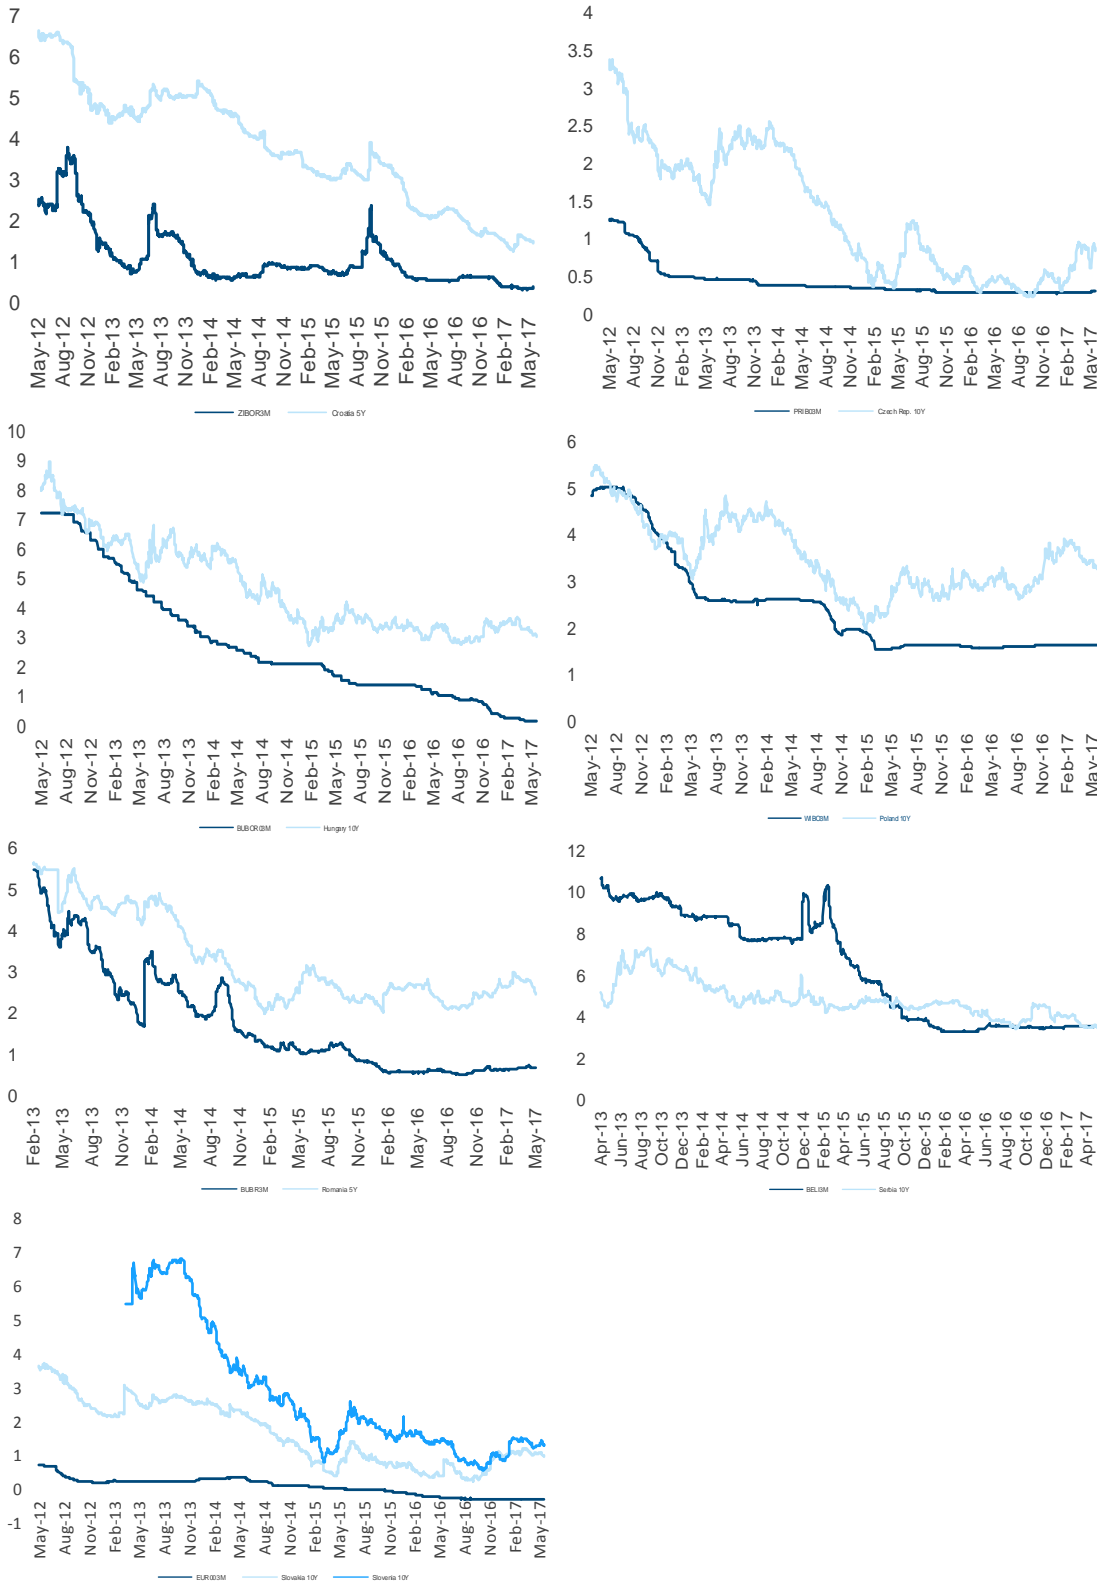 7
6
5
4
3
2
1
0
May-12
Aug-12
Nov-12
Feb-13
May-13
Aug-13
Nov-13
Feb-14
May-14
Aug-14
Nov-14
Feb-15
May-15
Aug-15
Nov-15
Feb-16
May-16
Aug-16
Nov-16
Feb-17
May-17
ZIBOR3M Croatia 5Y
4
3.5
3
2.5
2
1.5
1
0.5
0
May-12
Aug-12
Nov-12
Feb-13
May-13
Aug-13
Nov-13
Feb-14
May-14
Aug-14
Nov-14
Feb-15
May-15
Aug-15
Nov-15
Feb-16
May-16
Aug-16
Nov-16
Feb-17
May-17
PRIB03M Czech Rep. 10Y
10
9
8
7
6
5
4
3
2
1
0
May-12
Aug-12
Nov-12
Feb-13
May-13
Aug-13
Nov-13
Feb-14
May-14
Aug-14
Nov-14
Feb-15
May-15
Aug-15
Nov-15
Feb-16
May-16
Aug-16
Nov-16
Feb-17
May-17
BUBOR03M Hungary 10Y
6
5
4
3
2
1
0
May-12
Aug-12
Nov-12
Feb-13
May-13
Aug-13
Nov-13
Feb-14
May-14
Aug-14
Nov-14
Feb-15
May-15
Aug-15
Nov-15
Feb-16
May-16
Aug-16
Nov-16
Feb-17
May-17
WIBO3M Poland 10Y
6
5
4
3
2
1
0
Feb-13
May-13
Aug-13
Nov-13
Feb-14
May-14
Aug-14
Nov-14
Feb-15
May-15
Aug-15
Nov-15
Feb-16
May-16
Aug-16
Nov-16
Feb-17
May-17
BUBR3M Romania 5Y
12
10
8
6
4
2
0
Apr-13
Jun-13
Aug-13
Oct-13
Dec-13
Feb-14
Apr-14
Jun-14
Aug-14
Oct-14
Dec-14
Feb-15
Apr-15
Jun-15
Aug-15
Oct-15
Dec-15
Feb-16
Apr-16
Jun-16
Aug-16
Oct-16
Dec-16
Feb-17
Apr-17
BELI3M Serbia 10Y
8
7
6
5
4
3
2
1
0
-1
May-12
Aug-12
Nov-12
Feb-13
May-13
Aug-13
Nov-13
Feb-14
May-14
Aug-14
Nov-14
Feb-15
May-15
Aug-15
Nov-15
Feb-16
May-16
Aug-16
Nov-16
Feb-17
May-17
EUR003M Slovakia 10Y Slovenia 10Y